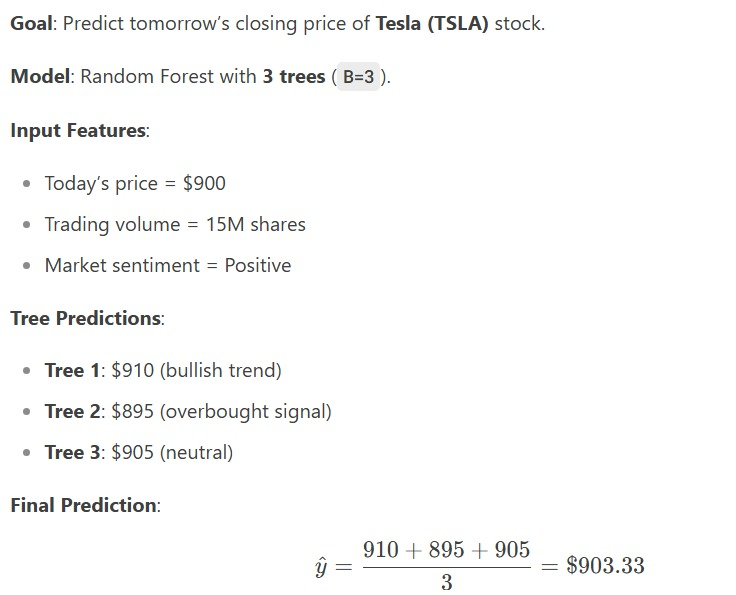 Goal: Predict tomorrow’s closing price of Tesla (TSLA) stock.
Model: Random Forest with 3 trees ( B=3 ).
Input Features:
• Today’s price = $900
• Trading volume = 15M shares
• Market sentiment = Positive
Tree Predictions:
• Tree 1: $910 (bullish trend)
• Tree 2: $895 (overbought signal)
• Tree 3: $905 (neutral)
Final Prediction:
ŷ = (910 + 895 + 905) / 3 = $903.33